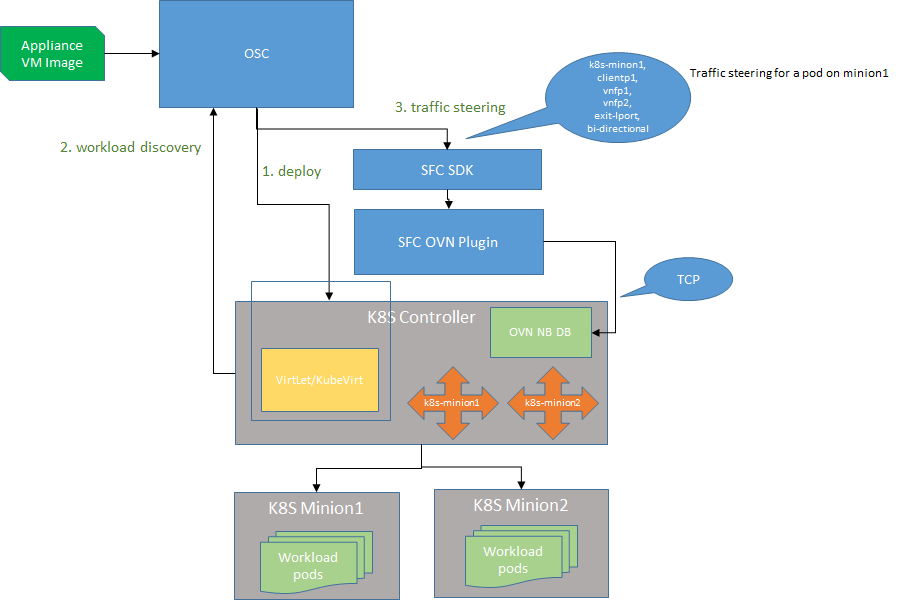 Appliance
VM Image
OSC
k8s-minon1,
clientp1,
vnfp1,
vnfp2,
exit-lport,
bi-directional
Traffic steering for a pod on minion1
3. traffic steering
2. workload discovery
1. deploy
SFC SDK
SFC OVN Plugin
TCP
K8S Controller
OVN NB DB
VirtLet/KubeVirt
k8s-minion1
k8s-minion2
K8S Minion1
K8S Minion2
Workload
pods
Workload
pods